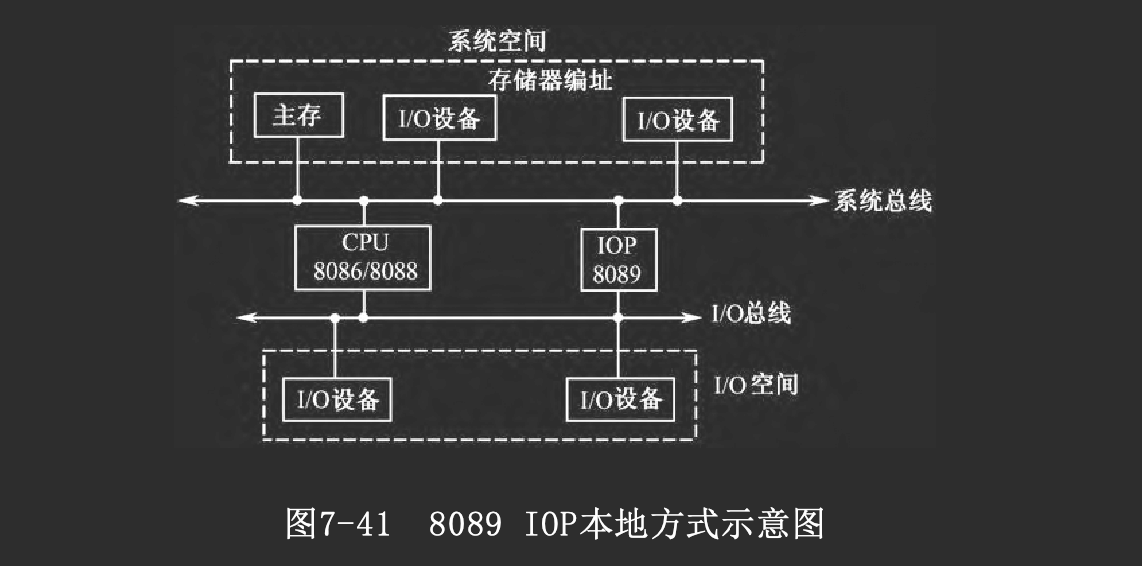 系统空间
存储器编址
主存
I/O设备
I/O设备
系统总线
CPU
8086/8088
IOP
8089
I/O总线
I/O设备
I/O设备
I/O空间
图7-41 8089 IOP本地方式示意图